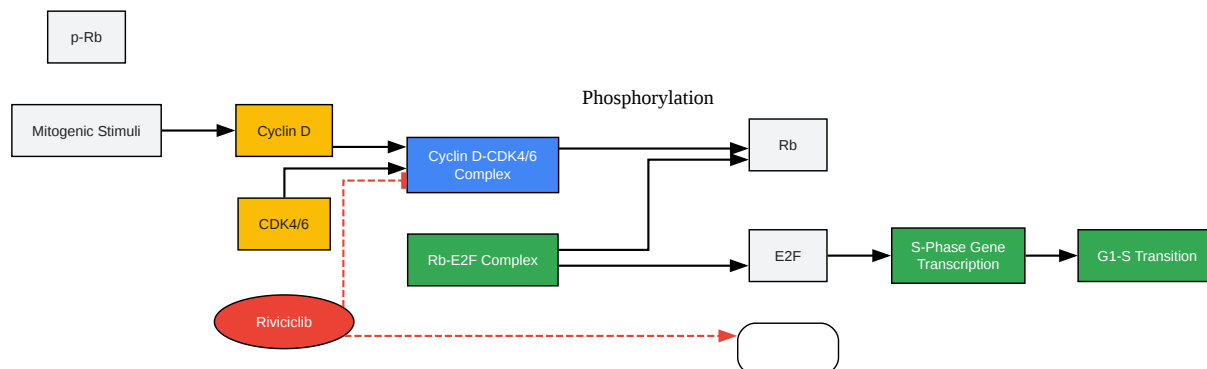 p-Rb
Phosphorylation
Mitogenic Stimuli
Cyclin D
Cyclin D-CDK4/6
Complex
Rb
CDK4/6
Rb-E2F Complex
E2F
S-Phase Gene
Transcription
G1-S Transition
Riviciclib